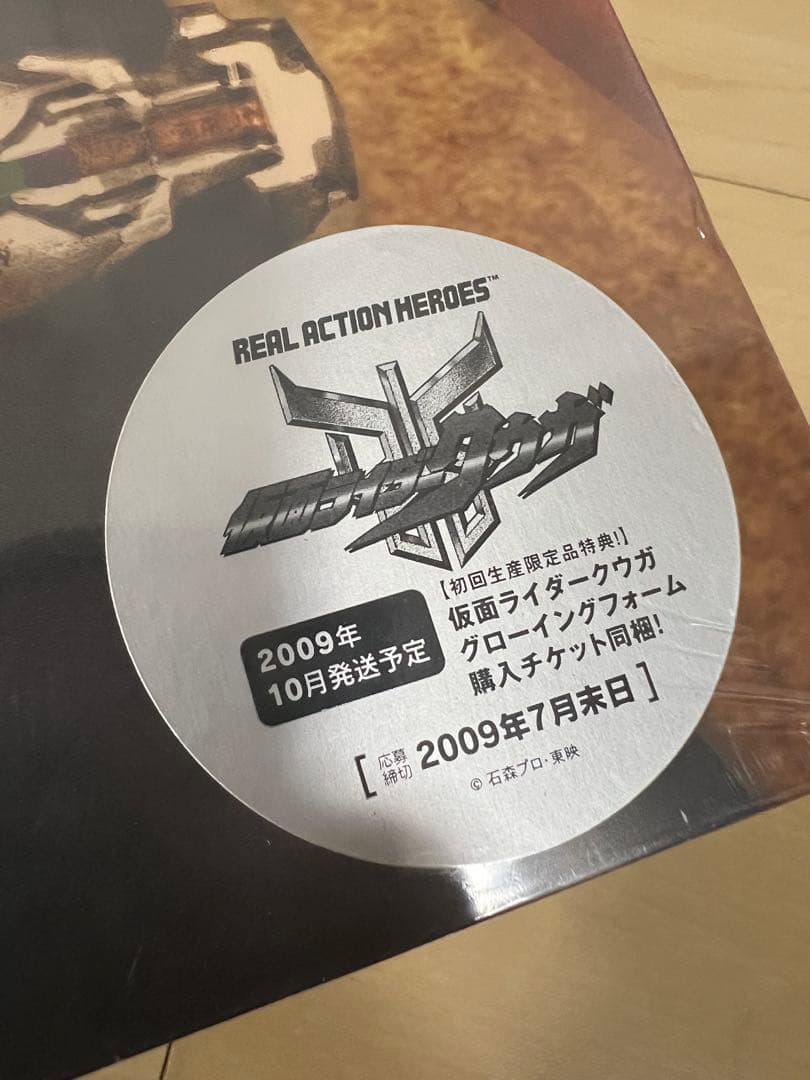 REAL ACTION HEROES™
仮面ライダークウガ
【初回生産限定品特典!】
仮面ライダークウガ
グローイングフォーム
購入チケット同梱!
2009年
10月発送予定
[応募締切 2009年7月末日]
© 石森プロ・東映